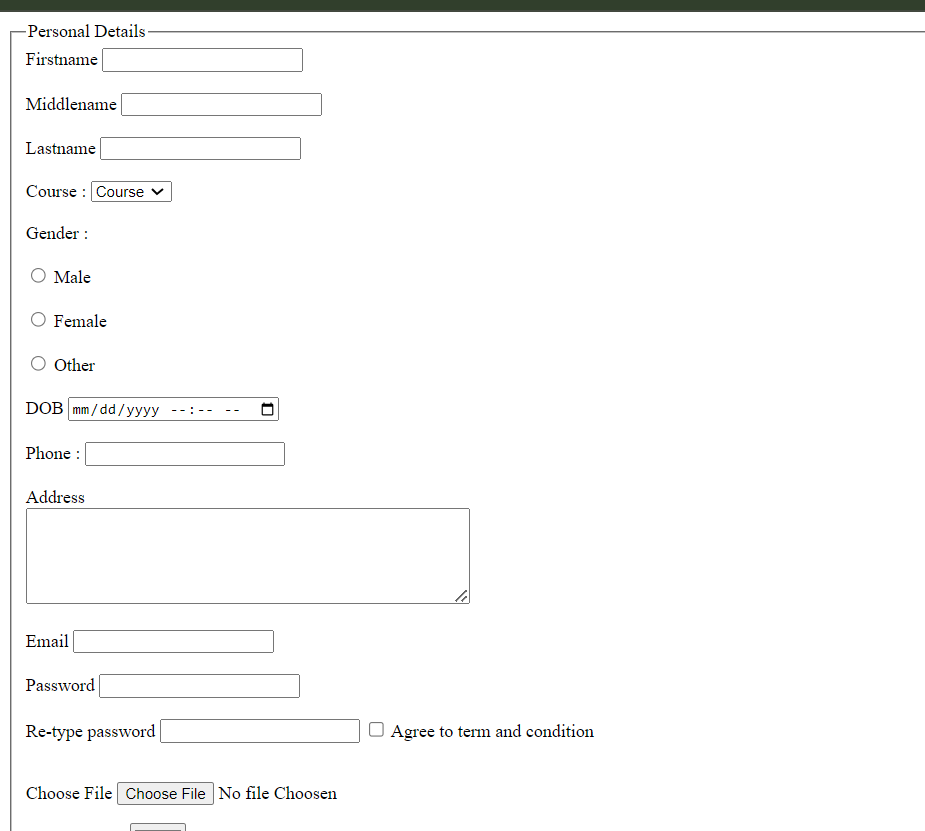 Personal Details
Firstname
Middlename
Lastname
Course : Course
Gender :
Male
Female
Other
DOB mm/dd/yyyy --:-- --
Phone :
Address
Email
Password
Re-type password Agree to term and condition
Choose File Choose File No file Choosen